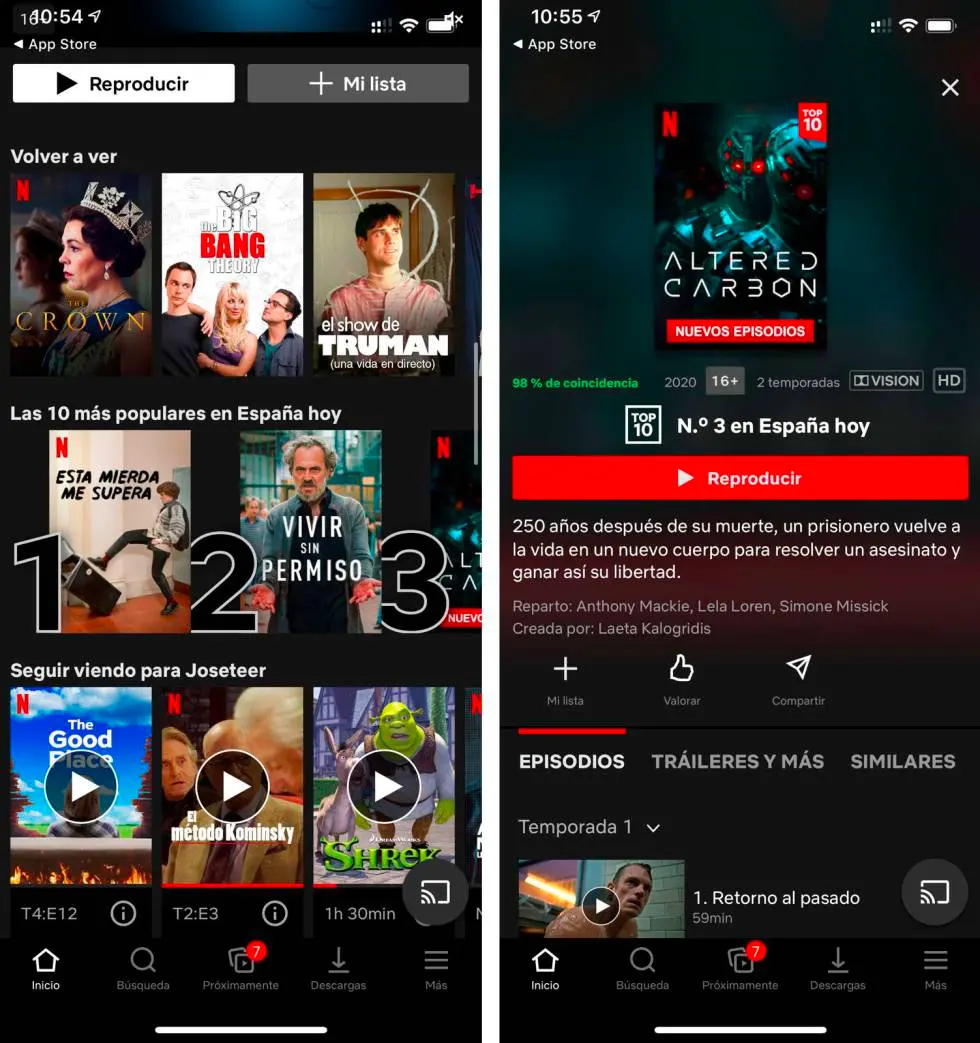 10:54
App Store
Reproducir
Mi lista
Volver a ver
N
THE
CROWN
the BIG
BANG
THEORY
el show de
TRUMAN
(una vida en directo)
Las 10 más populares en España hoy
N
ESTA MIERDA
ME SUPERA
1
VIVIR
SIN
PERMISO
2
N
ALTE
CA
NUEVO
3
Seguir viendo para Joseteer
N
The
Good
Place
T4:E12
N
El
método Kominsky
T2:E3
DREAMWORKS
SHREK
1h 30min
Inicio
Búsqueda
7
Próximamente
Descargas
Más
10:55
App Store
N
TOP
10
ALTERED
CARBON
NUEVOS EPISODIOS
98 % de coincidencia 2020 16+ 2 temporadas VISION HD
TOP
10
N.º 3 en España hoy
Reproducir
250 años después de su muerte, un prisionero vuelve a
la vida en un nuevo cuerpo para resolver un asesinato y
ganar así su libertad.
Reparto: Anthony Mackie, Lela Loren, Simone Missick
Creada por: Laeta Kalogridis
Mi lista
Valorar
Compartir
EPISODIOS TRÁILERES Y MÁS SIMILARES
Temporada 1
1. Retorno al pasado
59min
Inicio
Búsqueda
7
Próximamente
Descargas
Más